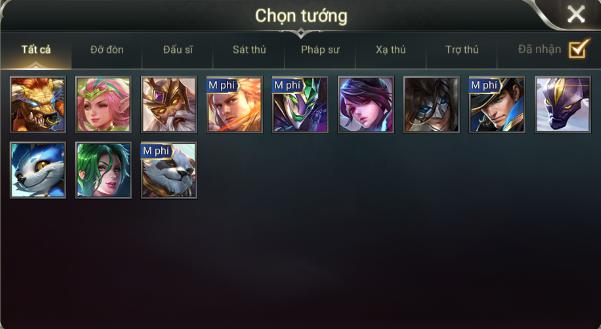 Chọn tướng
Tất cả Đỡ đòn Đấu sĩ Sát thủ Pháp sư Xạ thủ Trợ thủ Đã nhận
M phí M phí M phí
M phí